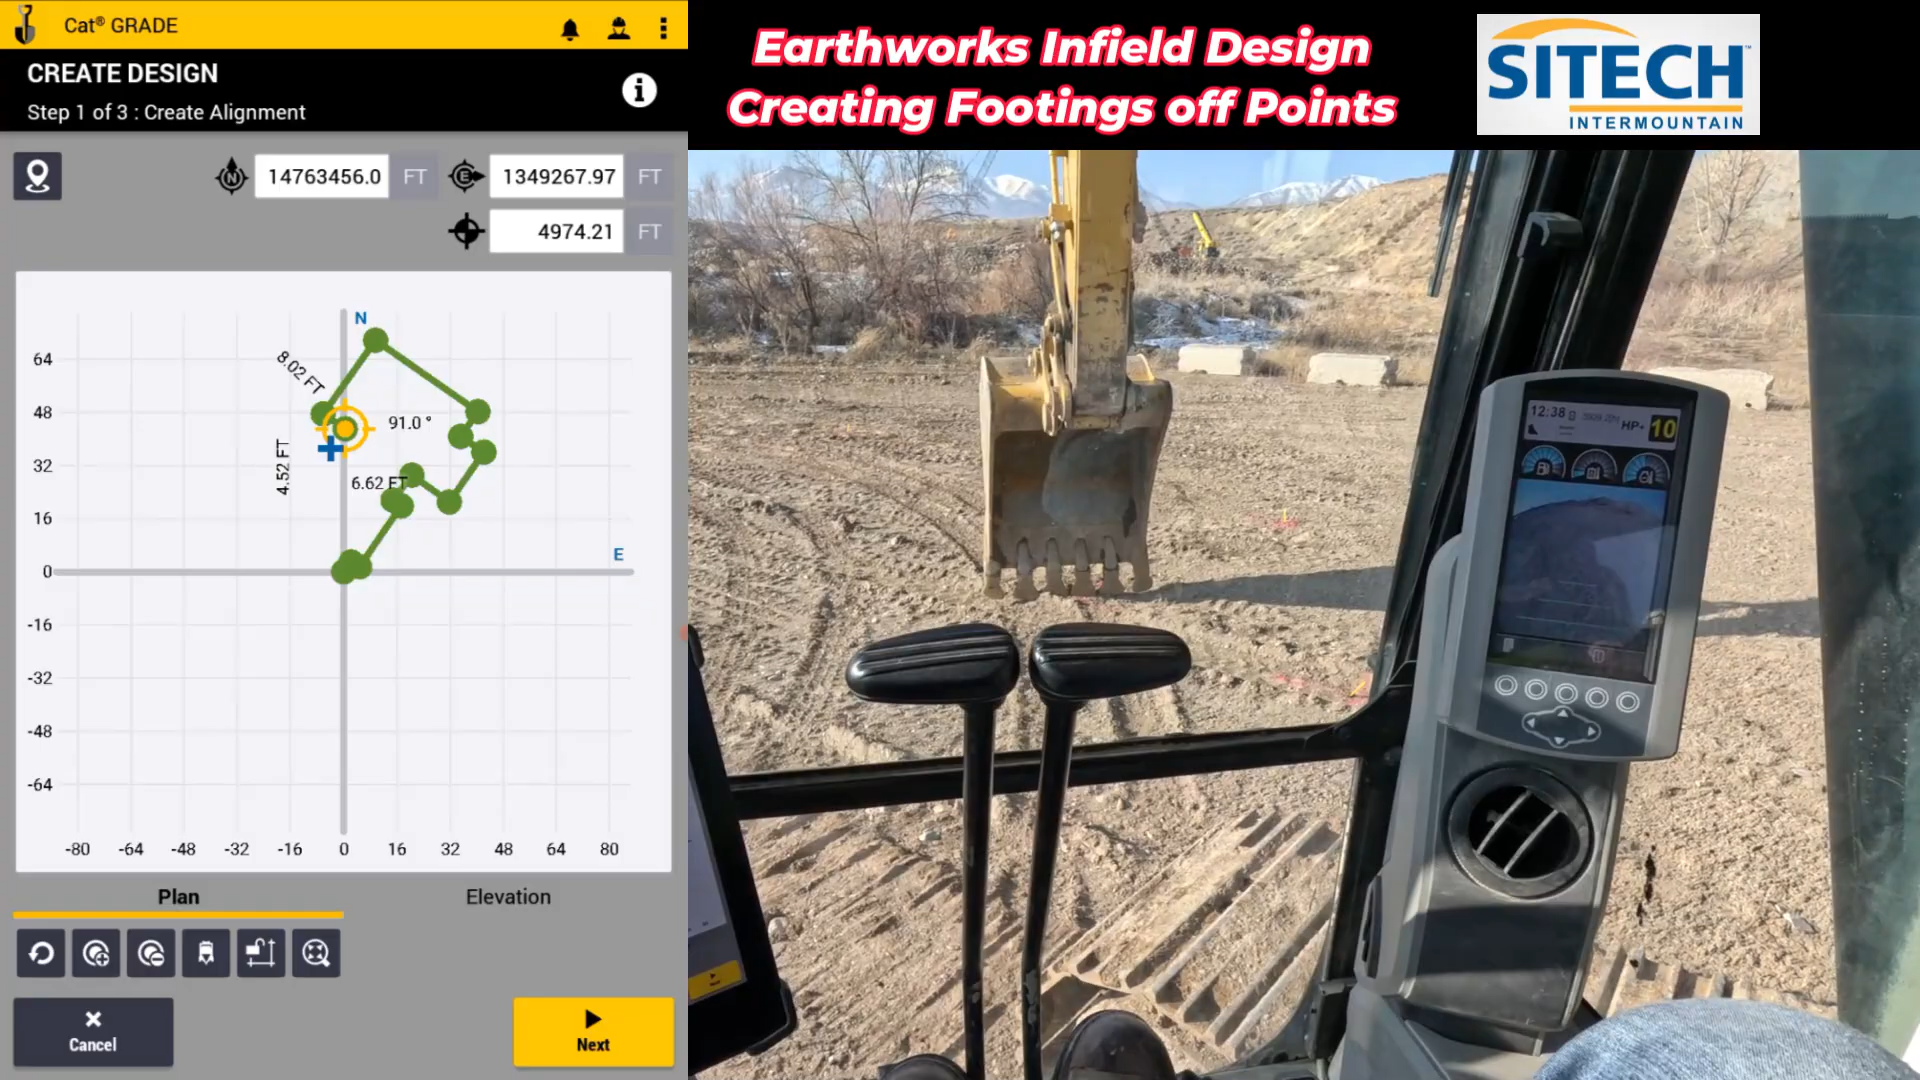 Cat® GRADE
CREATE DESIGN
Step 1 of 3 : Create Alignment
N 14763456.0 FT E 1349267.97 FT
4974.21 FT
N
8.02 FT
91.0 °
4.52 FT
6.62 FT
E
64
48
32
16
0
-16
-32
-48
-64
-80 -64 -48 -32 -16 0 16 32 48 64 80
Plan Elevation
Cancel
Next
Earthworks Infield Design
Creating Footings off Points
SITECH™
INTERMOUNTAIN
12:38 HP+ 10